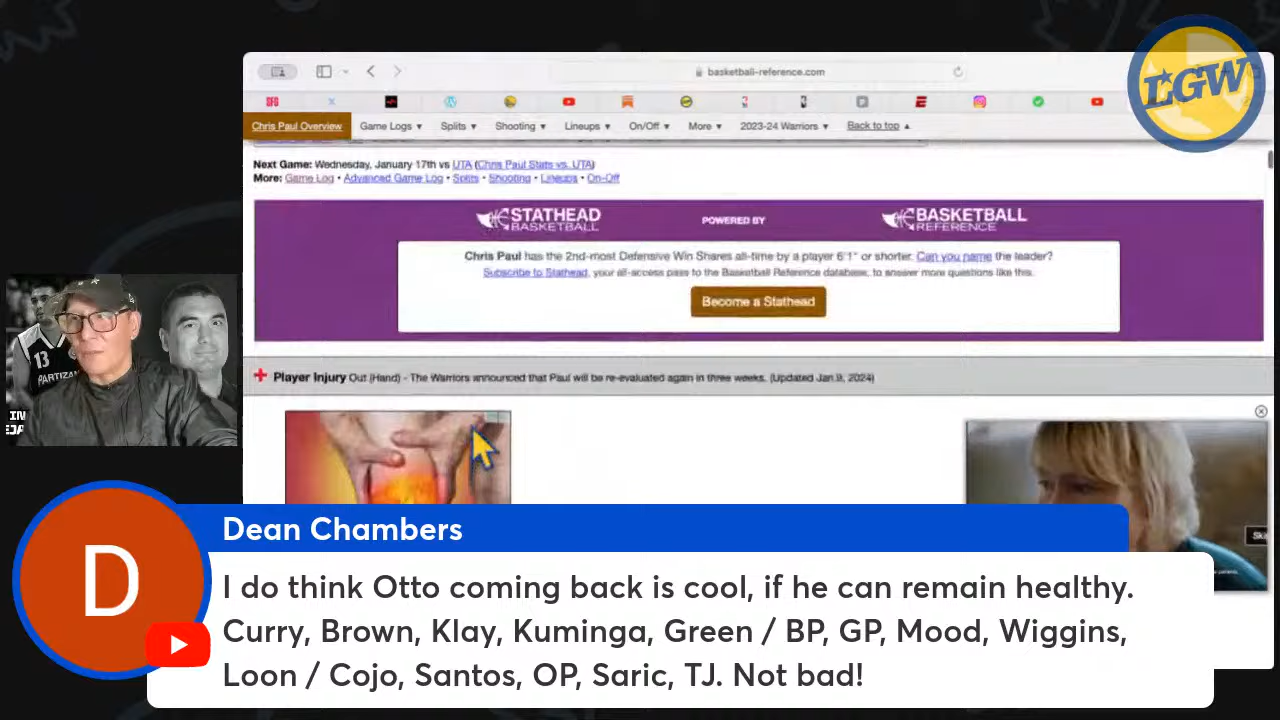 LGW
basketball-reference.com
Chris Paul Overview Game Logs Splits Shooting Lineups On/Off More 2023-24 Warriors Back to top
Next Game: Wednesday, January 17th vs UTA (Chris Paul Stats vs. UTA)
More: Game Log • Advanced Game Log • Splits • Shooting • Lineups • On-Off
STATHEAD BASKETBALL POWERED BY BASKETBALL REFERENCE
Chris Paul has the 2nd-most Defensive Win Shares all-time by a player 6'1" or shorter. Can you name the leader?
Subscribe to Stathead, your all-access pass to the Basketball Reference database, to answer more questions like this.
Become a Stathead
Player Injury Out (Hand) - The Warriors announced that Paul will be re-evaluated again in three weeks. (Updated Jan 9, 2024)
13
PARTIZAN
IN
EJA
D
Dean Chambers
I do think Otto coming back is cool, if he can remain healthy.
Curry, Brown, Klay, Kuminga, Green / BP, GP, Mood, Wiggins,
Loon / Cojo, Santos, OP, Saric, TJ. Not bad!